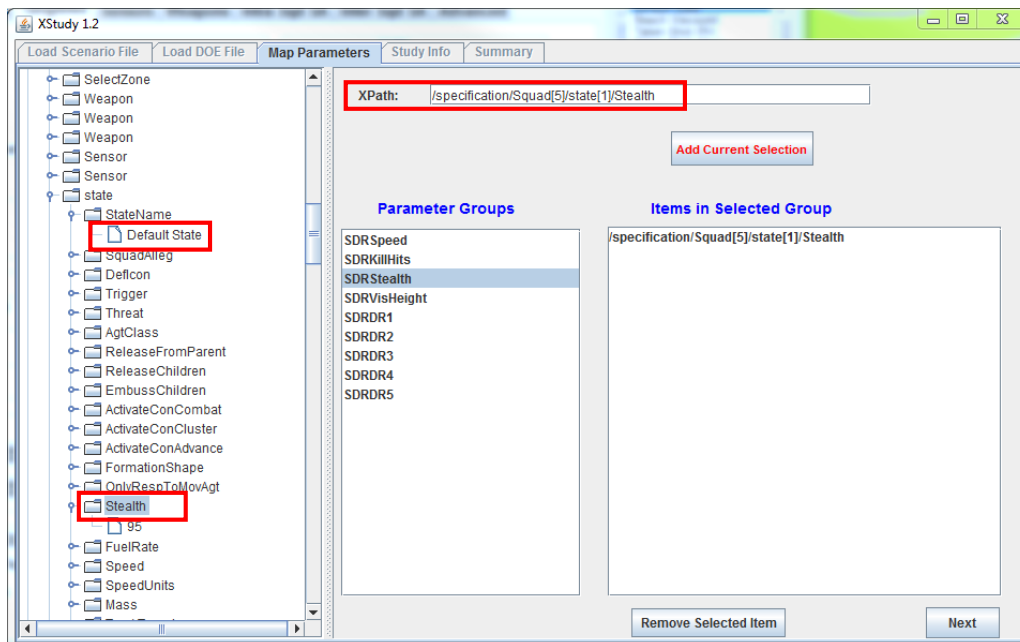 XStudy 1.2
Load Scenario File
Load DOE File
Map Parameters
Study Info
Summary
SelectZone
Weapon
Weapon
Weapon
Sensor
Sensor
state
StateName
Default State
SquadAlleg
DefIcon
Trigger
Threat
AgtClass
ReleaseFromParent
ReleaseChildren
EmbussChildren
ActivateConCombat
ActivateConCluster
ActivateConAdvance
FormationShape
OnlyRespToMovAgt
Stealth
95
FuelRate
Speed
SpeedUnits
Mass
XPath: /specification/Squad[5]/state[1]/Stealth
Add Current Selection
Parameter Groups
SDRSpeed
SDRKillHits
SDRStealth
SDRVisHeight
SDRDR1
SDRDR2
SDRDR3
SDRDR4
SDRDR5
Items in Selected Group
/specification/Squad[5]/state[1]/Stealth
Remove Selected Item
Next